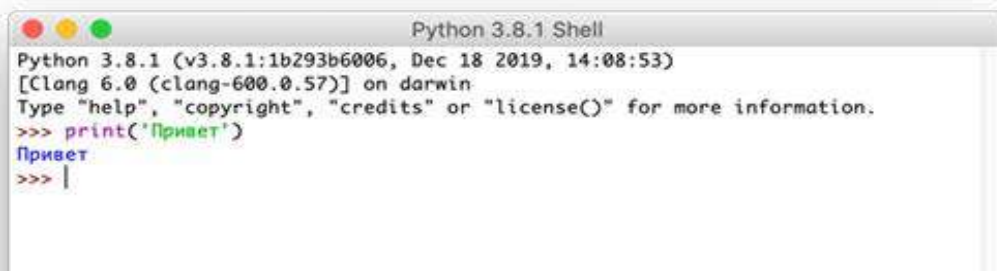 Python 3.8.1 Shell
Python 3.8.1 (v3.8.1:1b293b6006, Dec 18 2019, 14:08:53)
[Clang 6.0 (clang-600.0.57)] on darwin
Type "help", "copyright", "credits" or "license()" for more information.
>>> print('Привет')
Привет
>>>